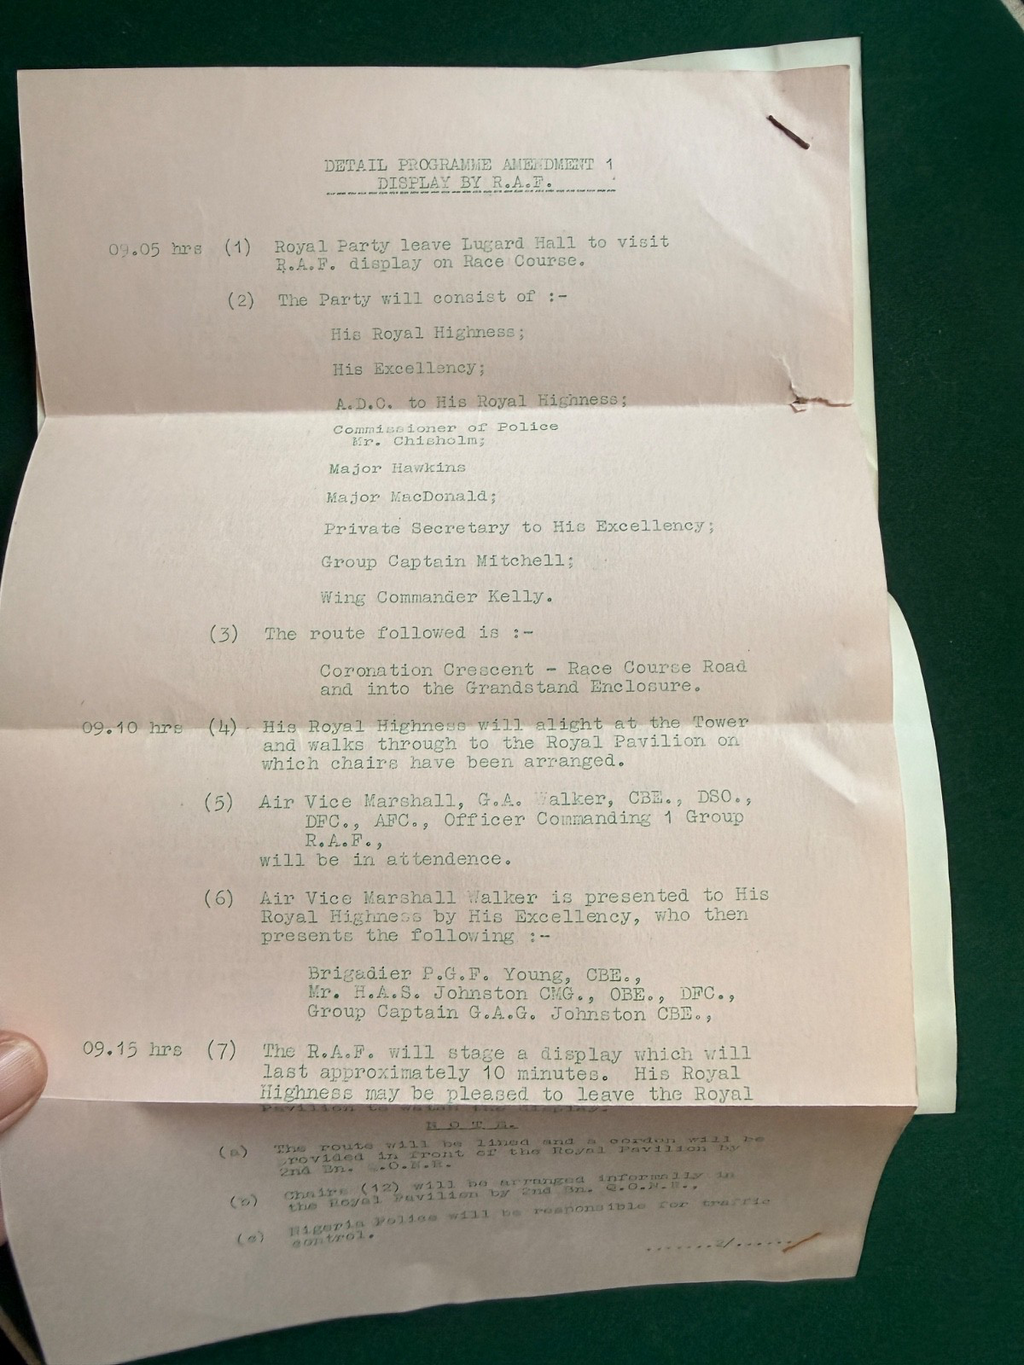 DETAIL PROGRAMME AMENDMENT 1
DISPLAY BY R.A.F.
09.05 hrs (1) Royal Party leave Lugard Hall to visit
R.A.F. display on Race Course.
(2) The Party will consist of :-
His Royal Highness;
His Excellency;
A.D.C. to His Royal Highness;
Commissioner of Police
Mr. Chisholm;
Major Hawkins
Major MacDonald;
Private Secretary to His Excellency;
Group Captain Mitchell;
Wing Commander Kelly.
(3) The route followed is :-
Coronation Crescent - Race Course Road
and into the Grandstand Enclosure.
09.10 hrs (4) - His Royal Highness will alight at the Tower
and walks through to the Royal Pavilion on
which chairs have been arranged.
(5) Air Vice Marshall, G.A. Walker, CBE., DSO.,
DFC., AFC., Officer Commanding 1 Group
R.A.F.,
will be in attendence.
(6) Air Vice Marshall Walker is presented to His
Royal Highness by His Excellency, who then
presents the following :-
Brigadier P.G.F. Young, CBE.,
Mr. H.A.S. Johnston CMG., OBE., DFC.,
Group Captain G.A.G. Johnston CBE.,
09.15 hrs (7) The R.A.F. will stage a display which will
last approximately 10 minutes. His Royal
Highness may be pleased to leave the Royal
Pavilion to watch the display.
N O T E.
(a) The route will be lined and a cordon will be
provided in front of the Royal Pavilion by
2nd Bn. .O.N.R.
(b) Chairs (12) will be arranged informally in
the Royal Pavilion by 2nd Bn. Q.O.N.R.,
(c) Nigeria Police will be responsible for traffic
control.
........2/......